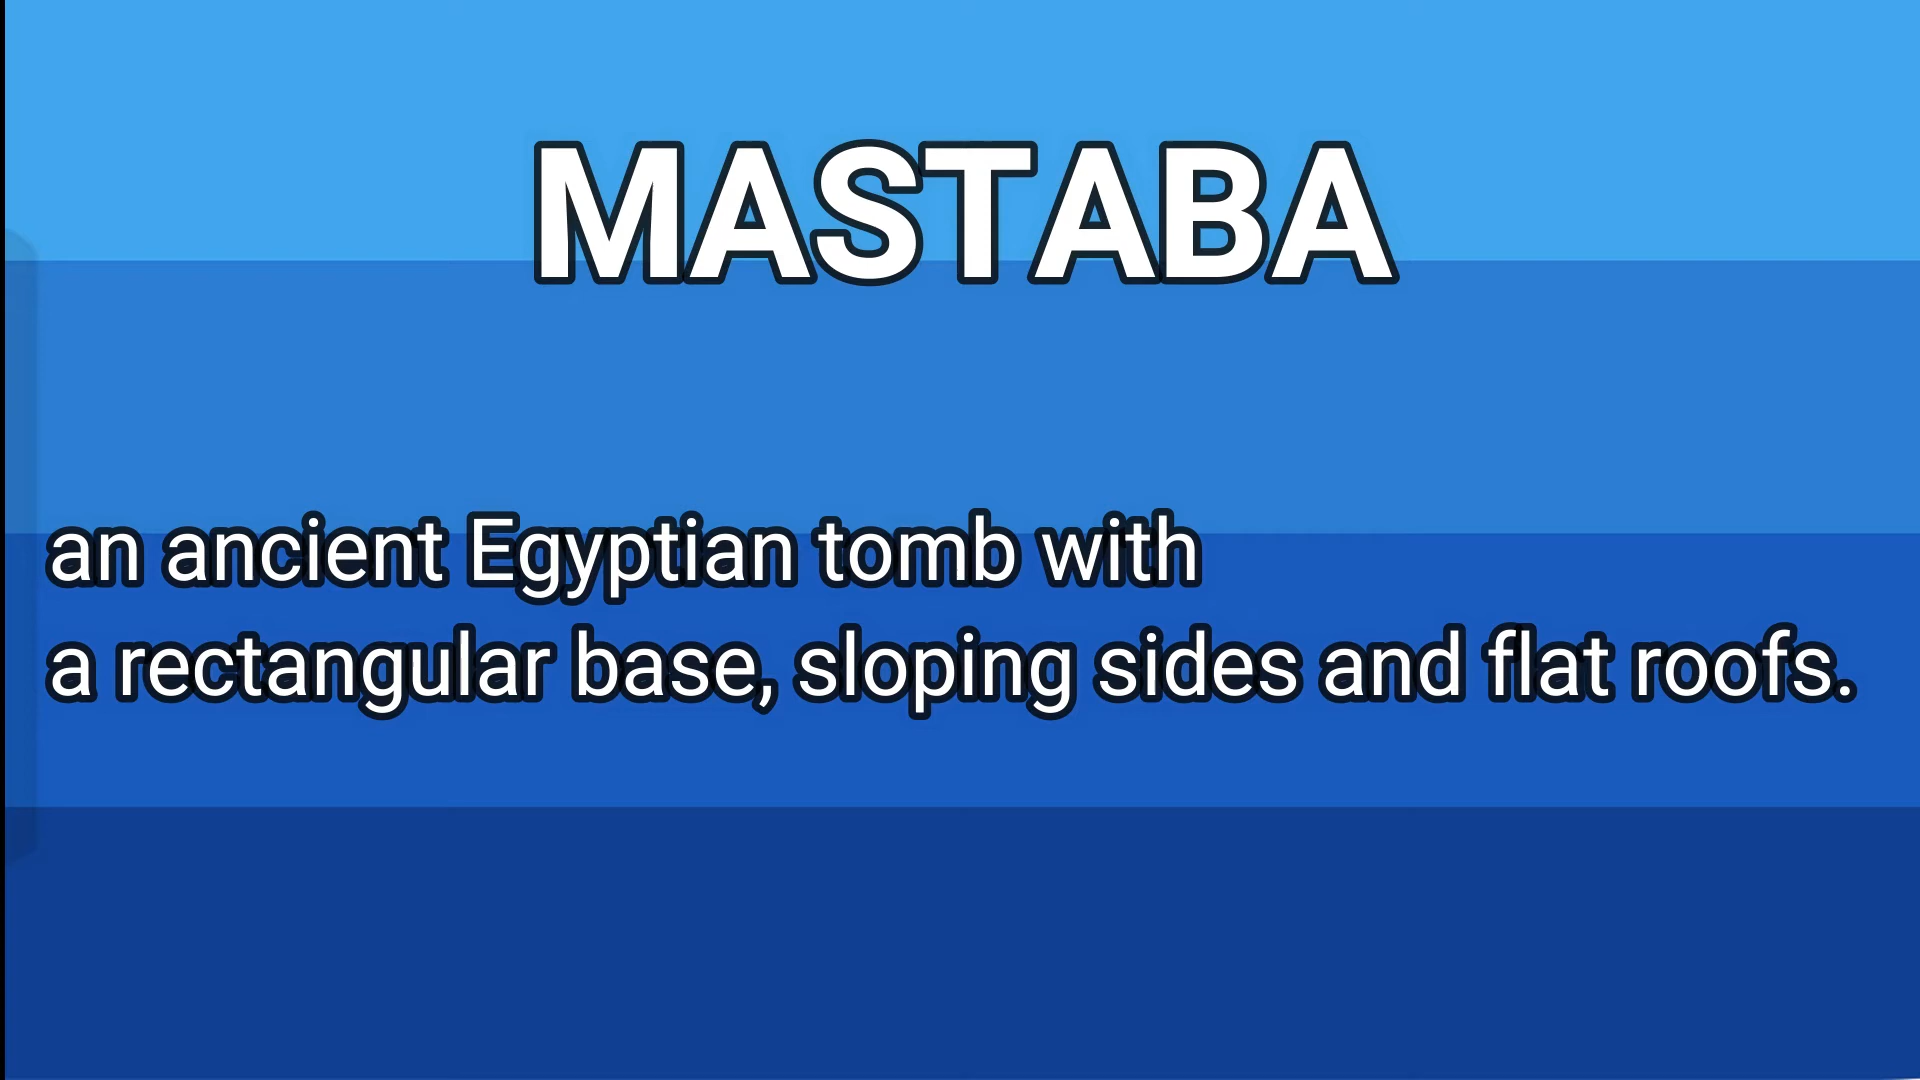 MASTABA
an ancient Egyptian tomb with
a rectangular base, sloping sides and flat roofs.